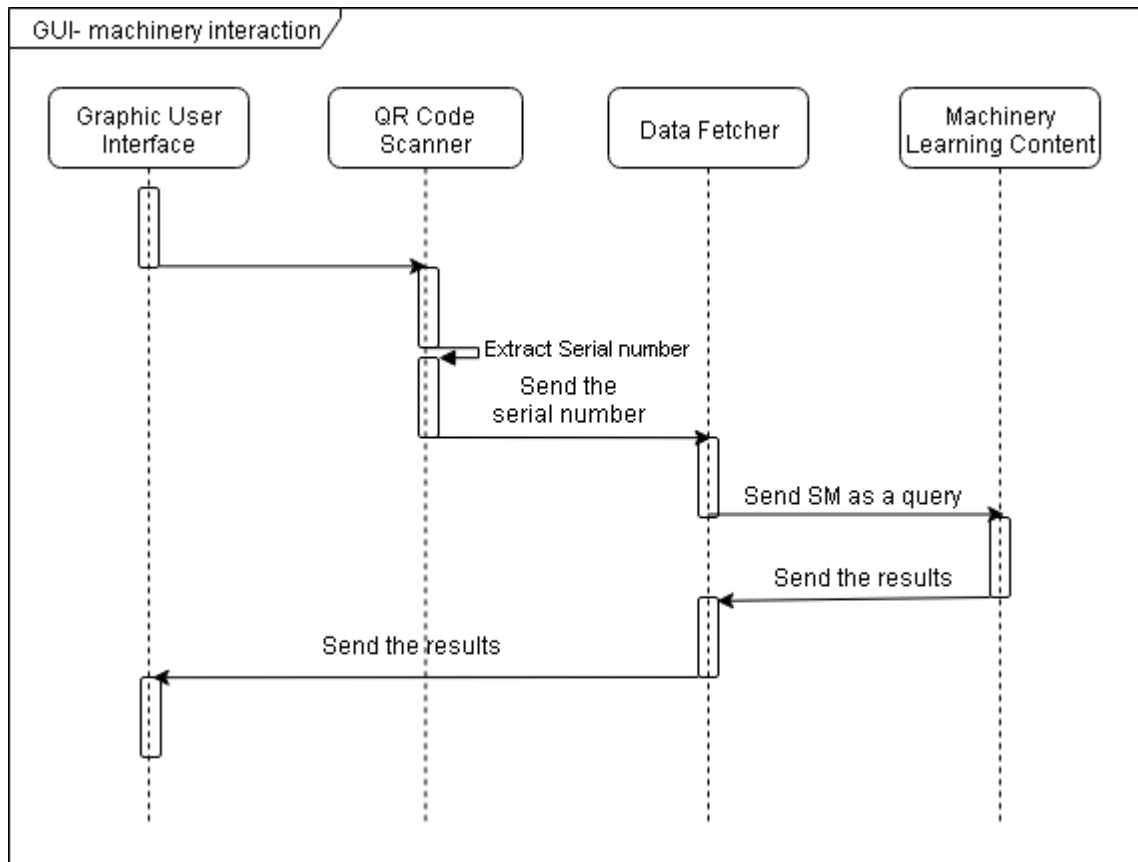 GUI- machinery interaction
Graphic User
Interface
QR Code
Scanner
Data Fetcher
Machinery
Learning Content
Extract Serial number
Send the
serial number
Send SM as a query
Send the results
Send the results